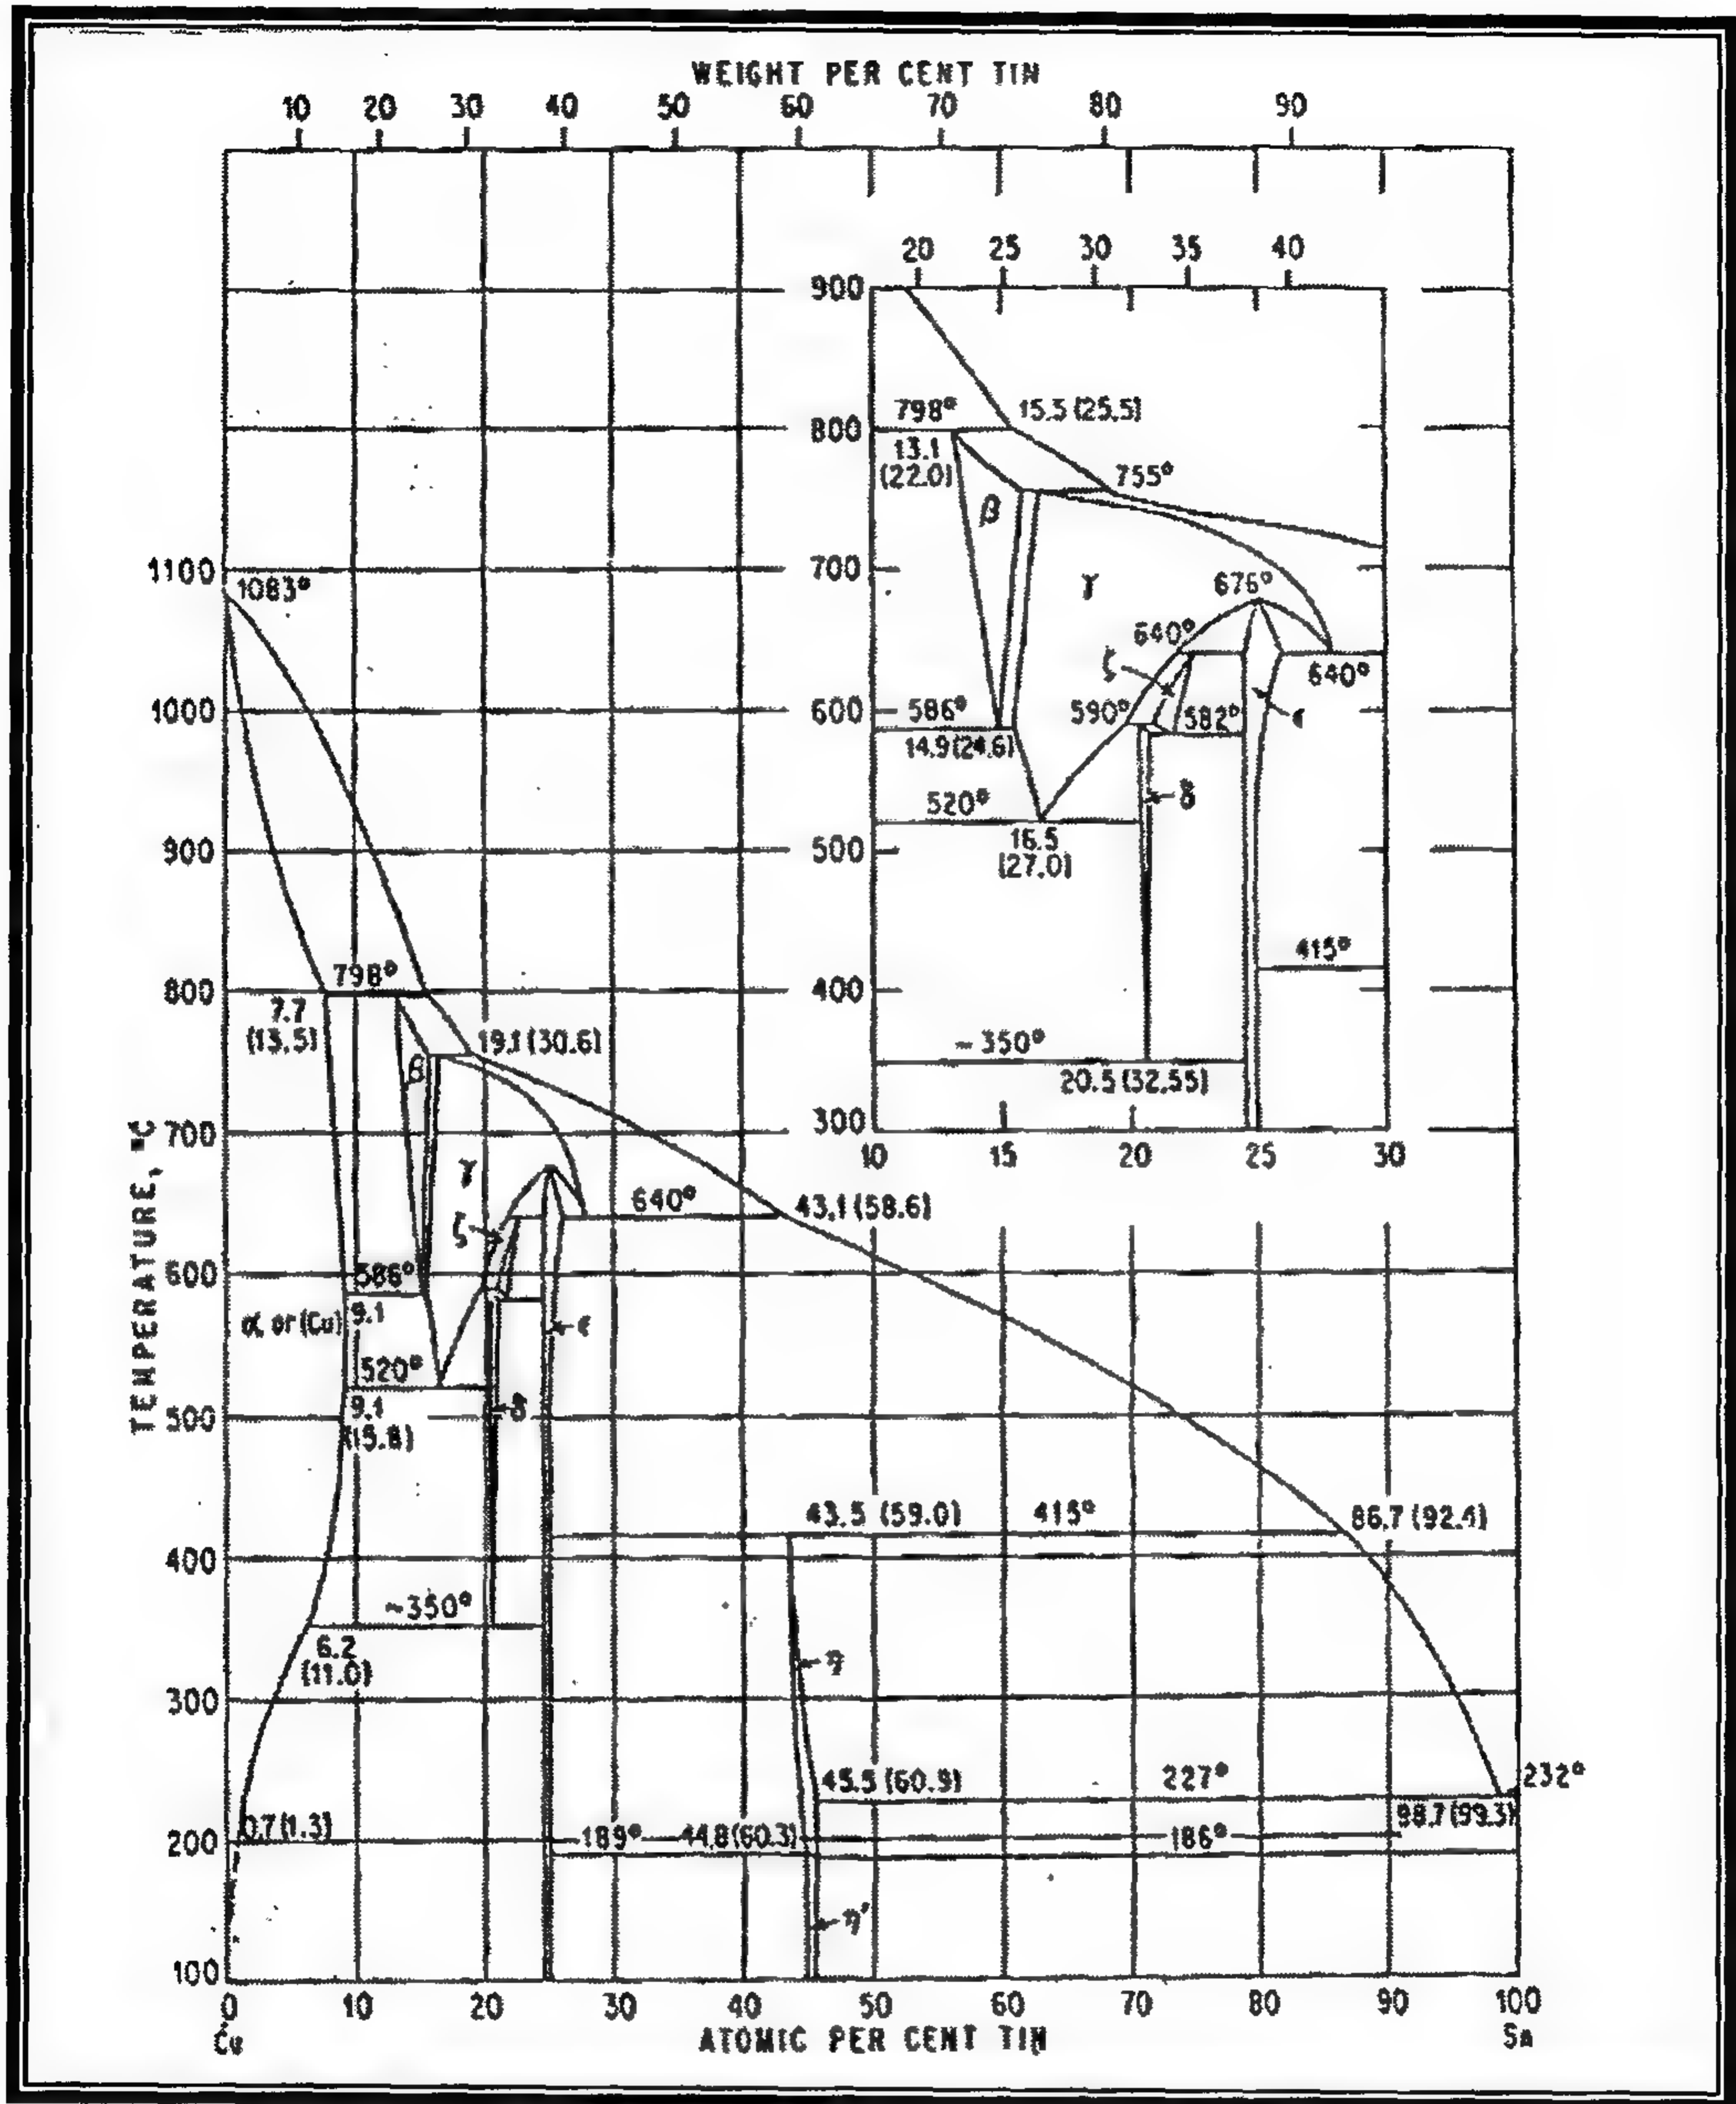 WEIGHT PER CENT TIN
10 20 30 40 50 60 70 80 90
20 25 30 35 40
900
798° 15.3 (25.5)
800
13.1
(22.0)
755°
β
1100
700
1083°
γ
676°
640°
ζ
640°
1000
600
586°
590°
582°
ε
14.9 (24.6)
520°
δ
900
500
16.5
(27.0)
415°
798°
800
400
7.7
(13.5)
19.1 (30.6)
~350°
β
20.5 (32.55)
700
300
10 15 20 25 30
γ
640°
43.1 (58.6)
ζ
600
586°
α or (Cu)
9.1
ε
520°
500
9.1
(15.8)
δ
43.5 (59.0) 415° 86.7 (92.4)
400
~350°
6.2
(11.0)
η
300
45.5 (60.9) 227° 232°
98.7 (99.3)
0.7 (1.3)
200
189° 44.8 (60.3) 186°
η'
100
0 10 20 30 40 50 60 70 80 90 100
Cu ATOMIC PER CENT TIN Sn
TEMPERATURE, °C